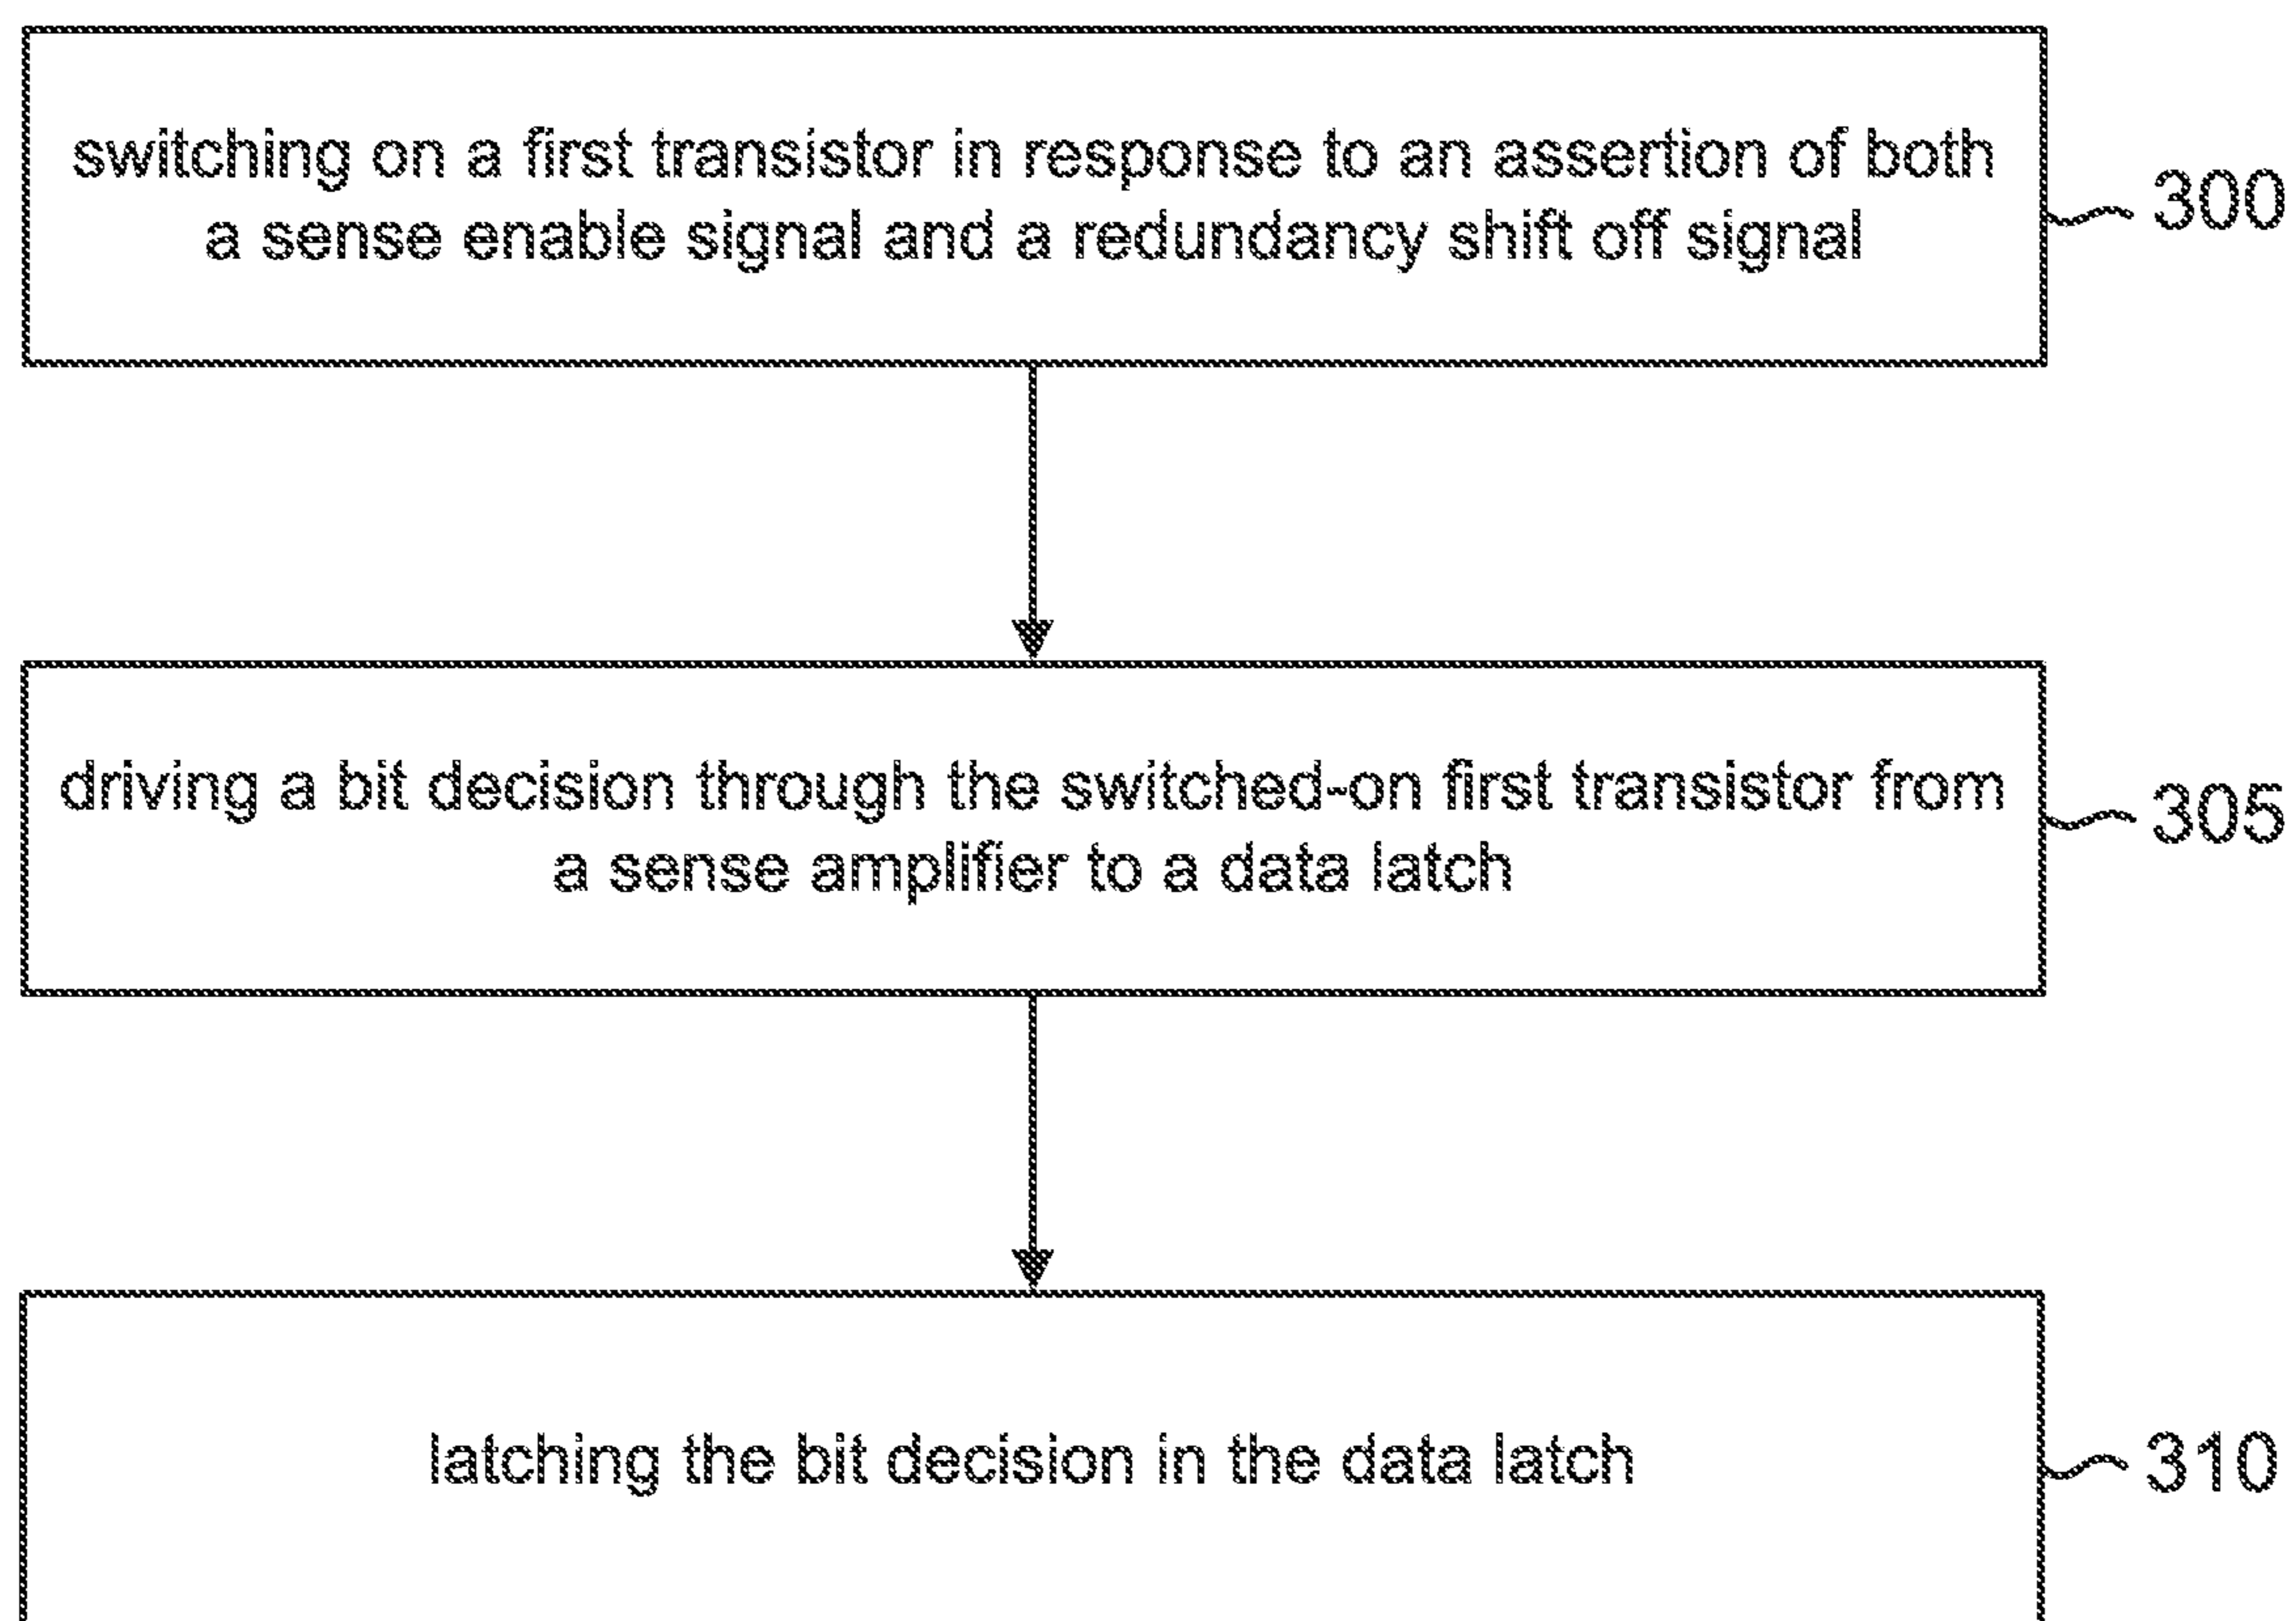 switching on a first transistor in response to an assertion of both
a sense enable signal and a redundancy shift off signal
300
driving a bit decision through the switched-on first transistor from
a sense amplifier to a data latch
305
latching the bit decision in the data latch
310